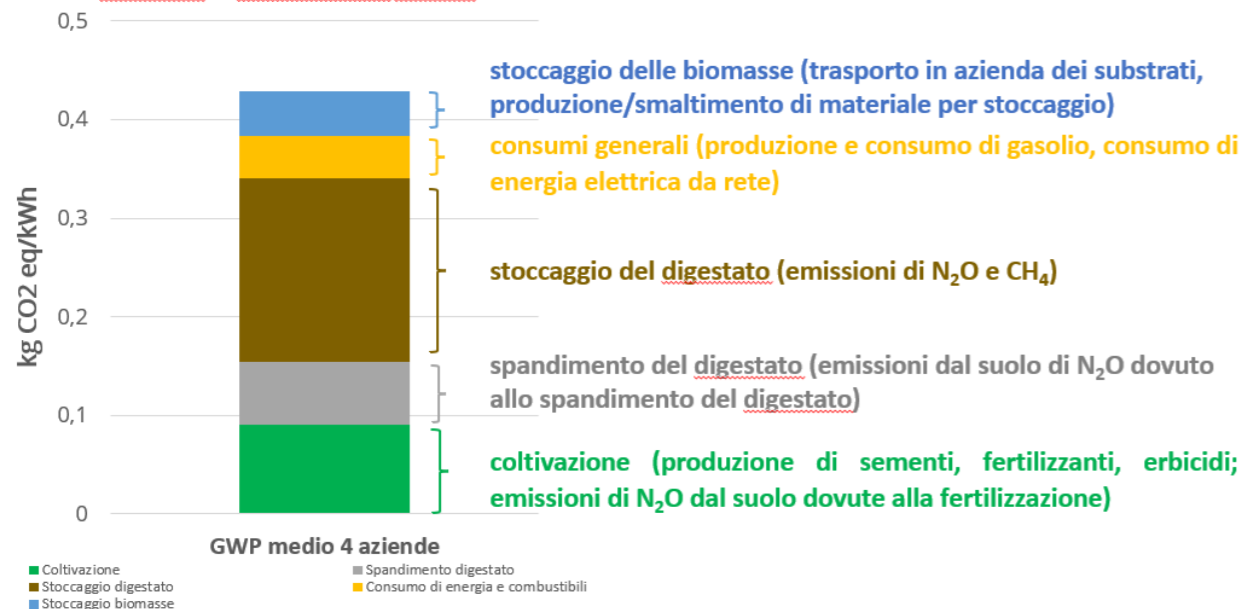 0,5
0,4
0,3
0,2
0,1
0
kg CO2 eq/kWh
stoccaggio delle biomasse (trasporto in azienda dei substrati,
produzione/smaltimento di materiale per stoccaggio)
consumi generali (produzione e consumo di gasolio, consumo di
energia elettrica da rete)
stoccaggio del digestato (emissioni di N₂O e CH₄)
spandimento del digestato (emissioni dal suolo di N₂O dovuto
allo spandimento del digestato)
coltivazione (produzione di sementi, fertilizzanti, erbicidi;
emissioni di N₂O dal suolo dovute alla fertilizzazione)
GWP medio 4 aziende
Coltivazione
Spandimento digestato
Stoccaggio digestato
Consumo di energia e combustibili
Stoccaggio biomasse